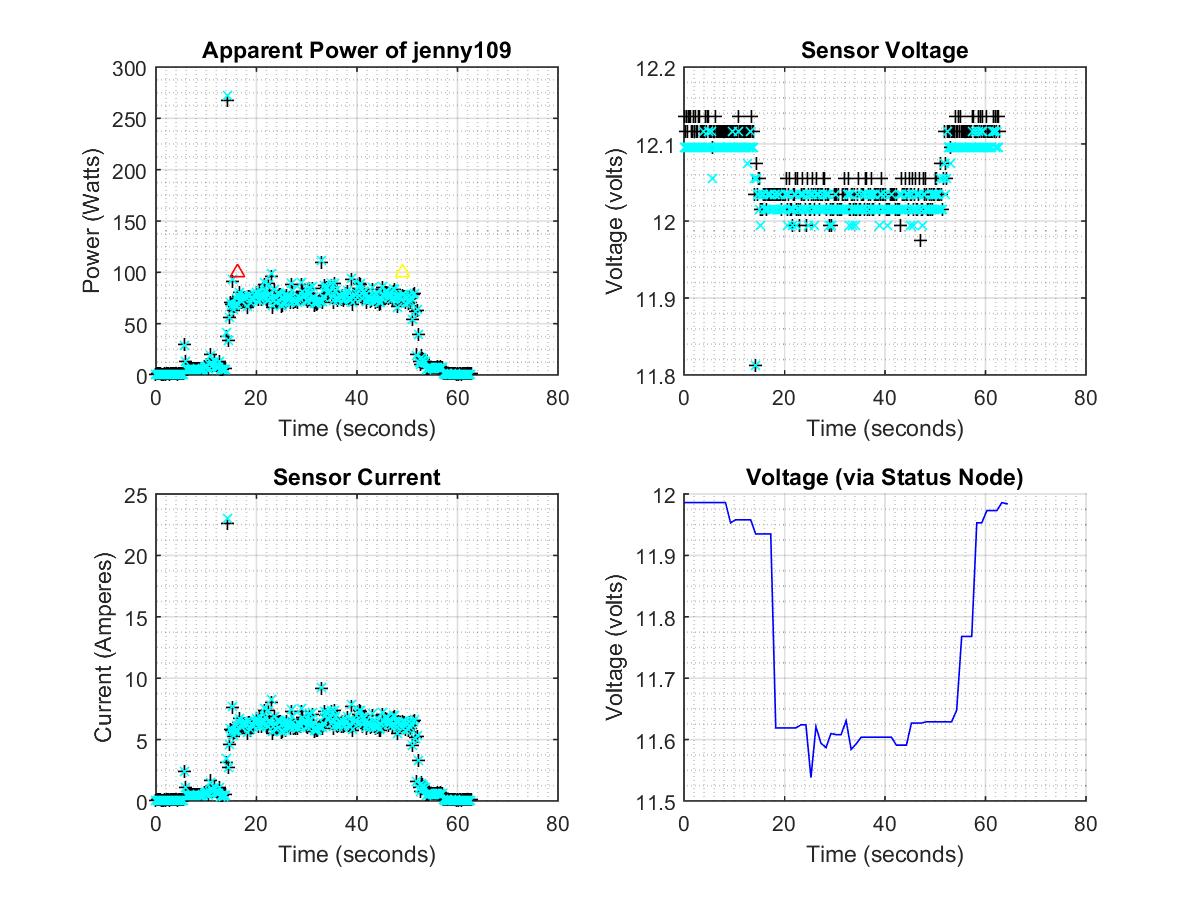 Apparent Power of jenny109
300
250
200
150
100
50
0
Power (Watts)
0 20 40 60 80
Time (seconds)
Sensor Voltage
12.2
12.1
12
11.9
11.8
Voltage (volts)
0 20 40 60 80
Time (seconds)
Sensor Current
25
20
15
10
5
0
Current (Amperes)
0 20 40 60 80
Time (seconds)
Voltage (via Status Node)
12
11.9
11.8
11.7
11.6
11.5
Voltage (volts)
0 20 40 60 80
Time (seconds)